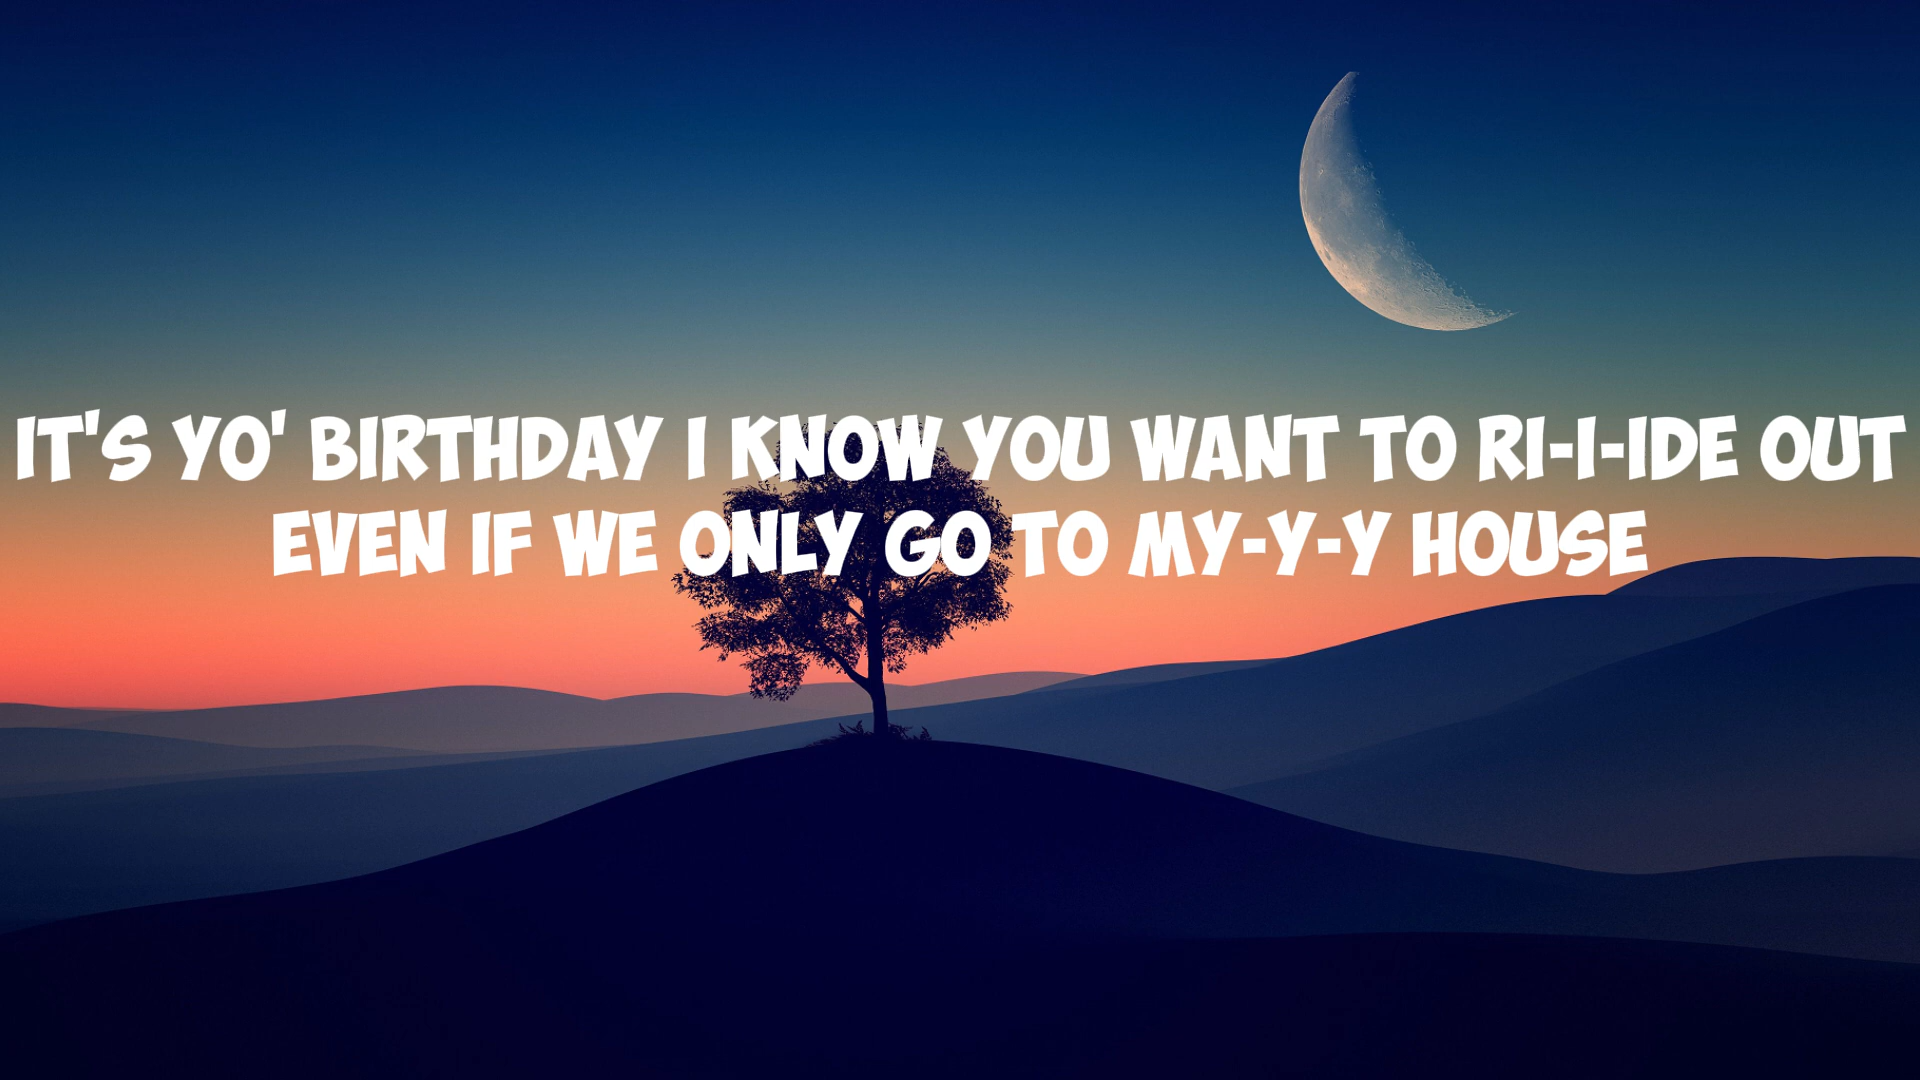 IT'S YO' BIRTHDAY I KNOW YOU WANT TO RI-I-IDE OUT
EVEN IF WE ONLY GO TO MY-Y-Y HOUSE